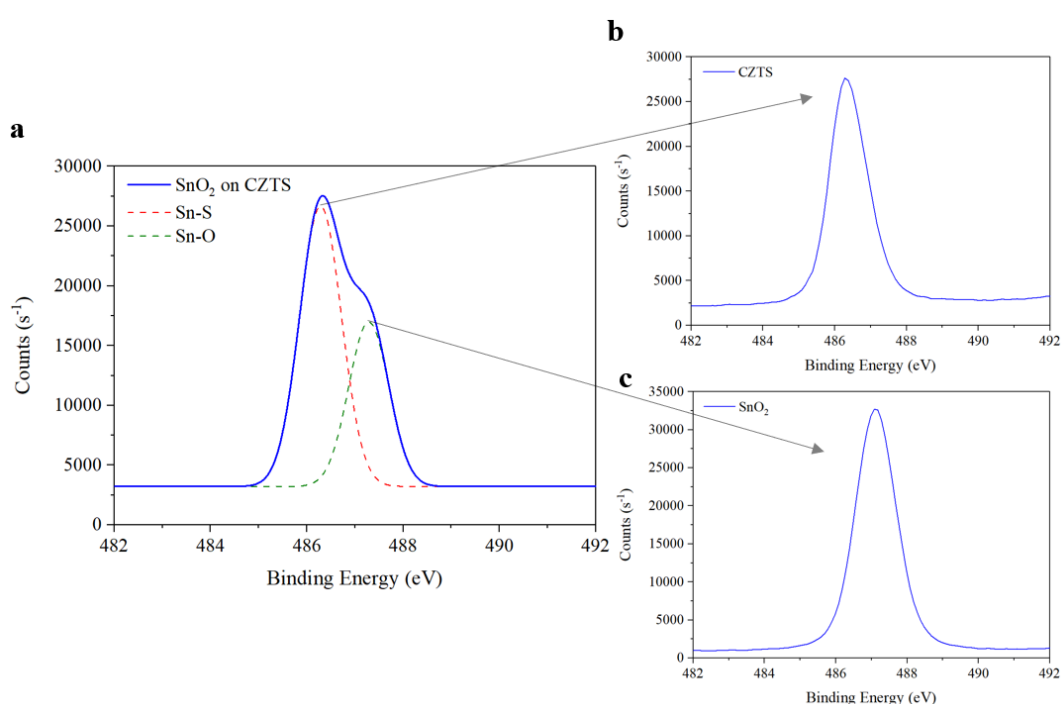 a
30000
25000
20000
15000
10000
5000
0
Counts (s⁻¹)
SnO₂ on CZTS
Sn-S
Sn-O
482 484 486 488 490 492
Binding Energy (eV)
b
30000
25000
20000
15000
10000
5000
0
Counts (s⁻¹)
CZTS
482 484 486 488 490 492
Binding Energy (eV)
c
35000
30000
25000
20000
15000
10000
5000
0
Counts (s⁻¹)
SnO₂
482 484 486 488 490 492
Binding Energy (eV)